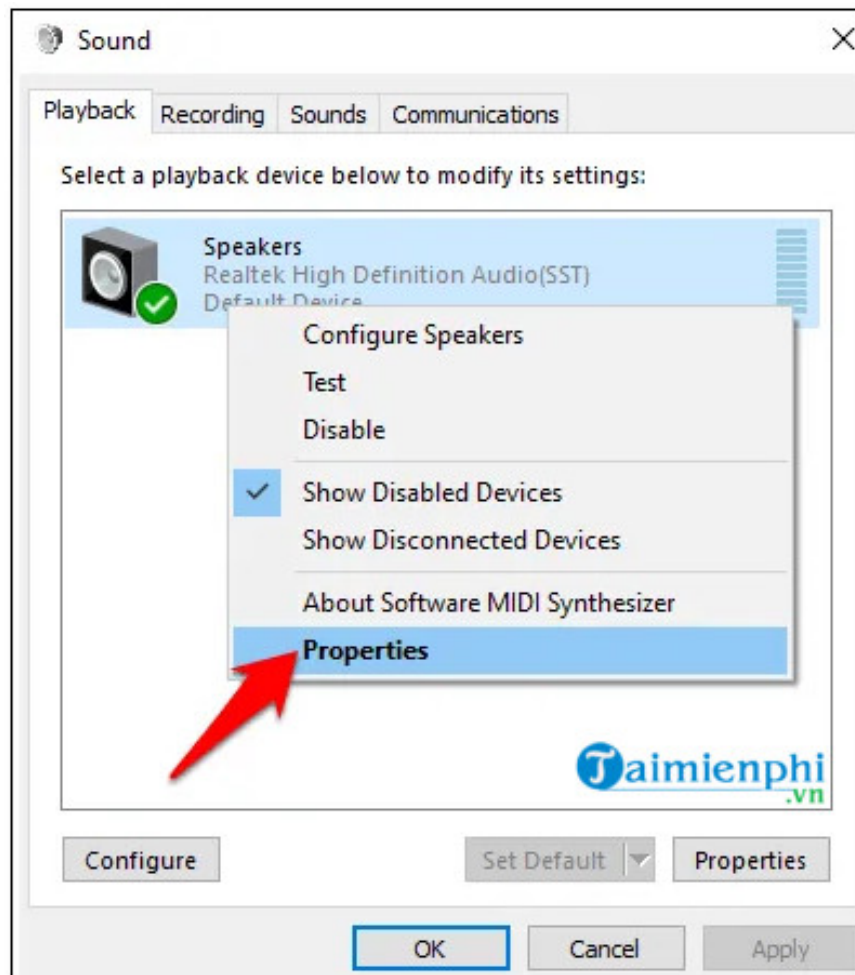 Sound
Playback Recording Sounds Communications
Select a playback device below to modify its settings:
Speakers
Realtek High Definition Audio(SST)
Default Device
Configure Speakers
Test
Disable
Show Disabled Devices
Show Disconnected Devices
About Software MIDI Synthesizer
Properties
Taimienphi
.vn
Configure Set Default Properties
OK Cancel Apply